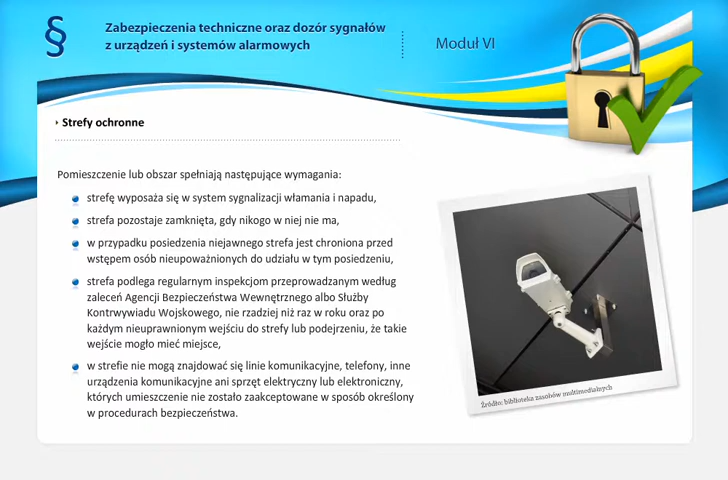 §
Zabezpieczenia techniczne oraz dozór sygnałów
z urządzeń i systemów alarmowych
Moduł VI
Strefy ochronne
Pomieszczenie lub obszar spełniają następujące wymagania:
strefę wyposaża się w system sygnalizacji włamania i napadu,
strefa pozostaje zamknięta, gdy nikogo w niej nie ma,
w przypadku posiedzenia niejawnego strefa jest chroniona przed
wstępem osób nieupoważnionych do udziału w tym posiedzeniu,
strefa podlega regularnym inspekcjom przeprowadzanym według
zaleceń Agencji Bezpieczeństwa Wewnętrznego albo Służby
Kontrwywiadu Wojskowego, nie rzadziej niż raz w roku oraz po
każdym nieuprawnionym wejściu do strefy lub podejrzeniu, że takie
wejście mogło mieć miejsce,
w strefie nie mogą znajdować się linie komunikacyjne, telefony, inne
urządzenia komunikacyjne ani sprzęt elektryczny lub elektroniczny,
których umieszczenie nie zostało zaakceptowane w sposób określony
w procedurach bezpieczeństwa.
Źródło: biblioteka zasobów multimedialnych